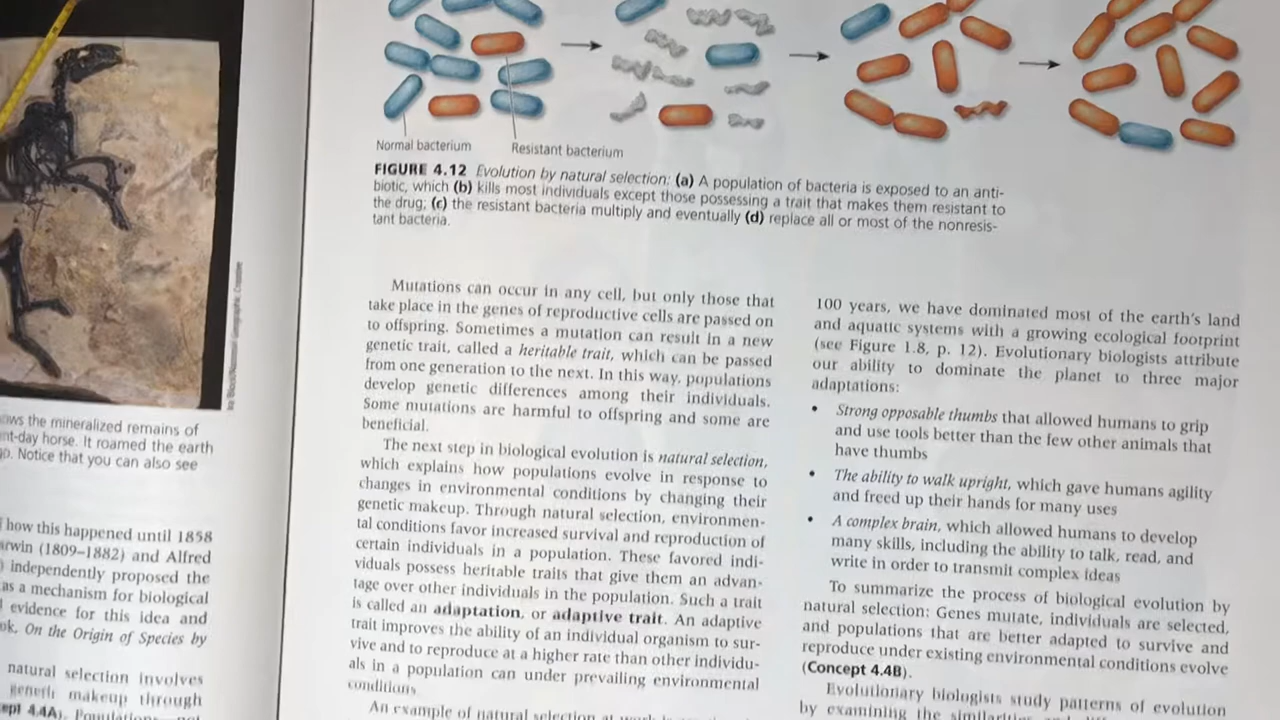 ows the mineralized remains of
nt-day horse. It roamed the earth
go. Notice that you can also see
how this happened until 1858
arwin (1809–1882) and Alfred
independently proposed the
as a mechanism for biological
evidence for this idea and
ok, On the Origin of Species by
natural selection involves
genetic makeup through
ept 4.4A). Populations
Normal bacterium
Resistant bacterium
FIGURE 4.12 Evolution by natural selection: (a) A population of bacteria is exposed to an anti-
biotic, which (b) kills most individuals except those possessing a trait that makes them resistant to
the drug; (c) the resistant bacteria multiply and eventually (d) replace all or most of the nonresis-
tant bacteria.
Mutations can occur in any cell, but only those that
take place in the genes of reproductive cells are passed on
to offspring. Sometimes a mutation can result in a new
genetic trait, called a heritable trait, which can be passed
from one generation to the next. In this way, populations
develop genetic differences among their individuals.
Some mutations are harmful to offspring and some are
beneficial.
The next step in biological evolution is natural selection,
which explains how populations evolve in response to
changes in environmental conditions by changing their
genetic makeup. Through natural selection, environmen-
tal conditions favor increased survival and reproduction of
certain individuals in a population. These favored indi-
viduals possess heritable traits that give them an advan-
tage over other individuals in the population. Such a trait
is called an adaptation, or adaptive trait. An adaptive
trait improves the ability of an individual organism to sur-
vive and to reproduce at a higher rate than other individu-
als in a population can under prevailing environmental
conditions.
An example of natural selection at work is
100 years, we have dominated most of the earth's land
and aquatic systems with a growing ecological footprint
(see Figure 1.8, p. 12). Evolutionary biologists attribute
our ability to dominate the planet to three major
adaptations:
• Strong opposable thumbs that allowed humans to grip
and use tools better than the few other animals that
have thumbs
• The ability to walk upright, which gave humans agility
and freed up their hands for many uses
• A complex brain, which allowed humans to develop
many skills, including the ability to talk, read, and
write in order to transmit complex ideas
To summarize the process of biological evolution by
natural selection: Genes mutate, individuals are selected,
and populations that are better adapted to survive and
reproduce under existing environmental conditions evolve
(Concept 4.4B).
Evolutionary biologists study patterns of evolution
by examining the similarities and